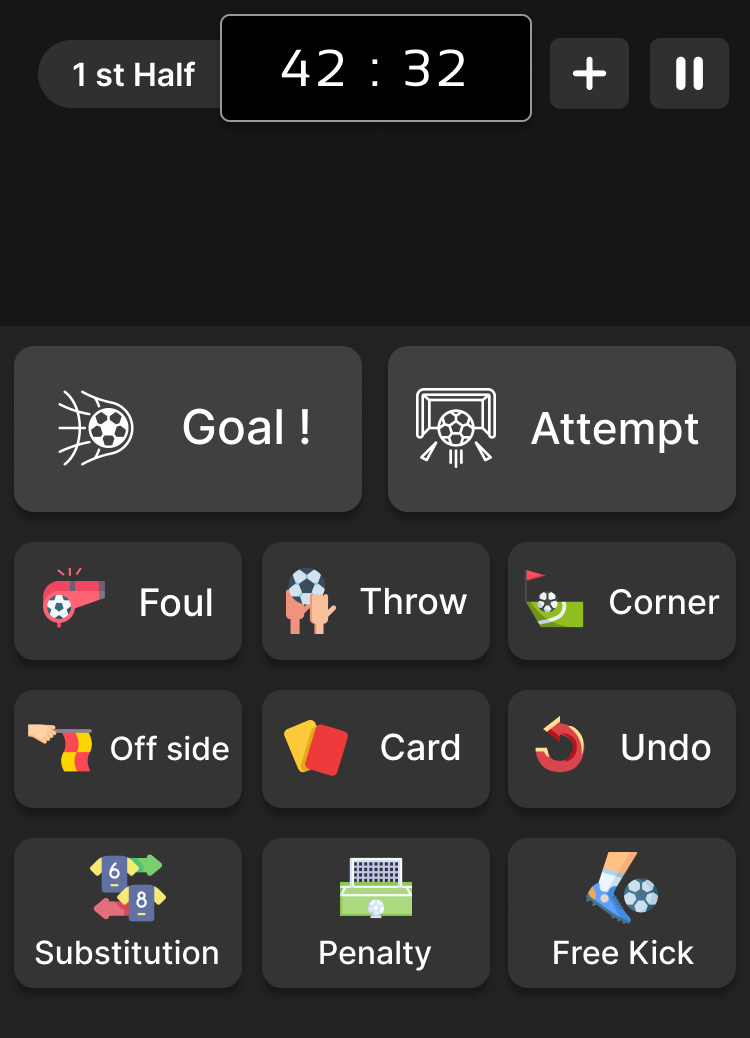 1 st Half
42 : 32
Goal !
Attempt
Foul
Throw
Corner
Off side
Card
Undo
6
8
Substitution
Penalty
Free Kick